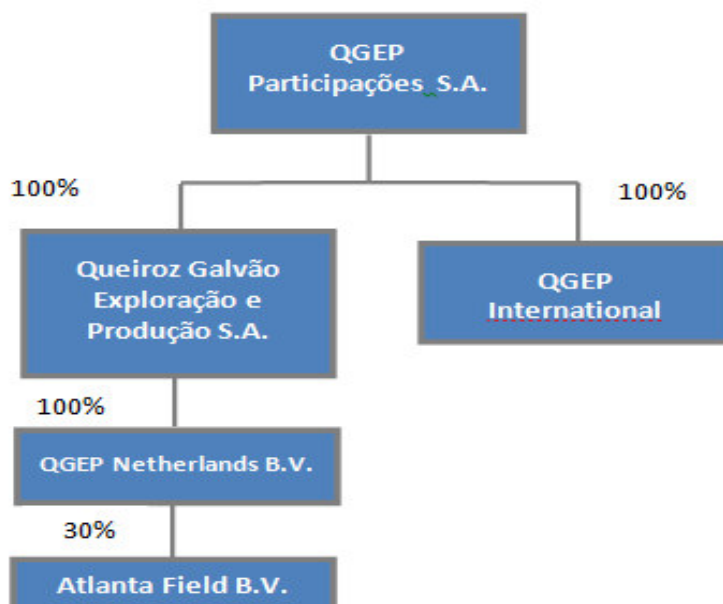 QGEP
Participações S.A.
100%
100%
Queiroz Galvão
Exploração e
Produção S.A.
QGEP
International
100%
QGEP Netherlands B.V.
30%
Atlanta Field B.V.